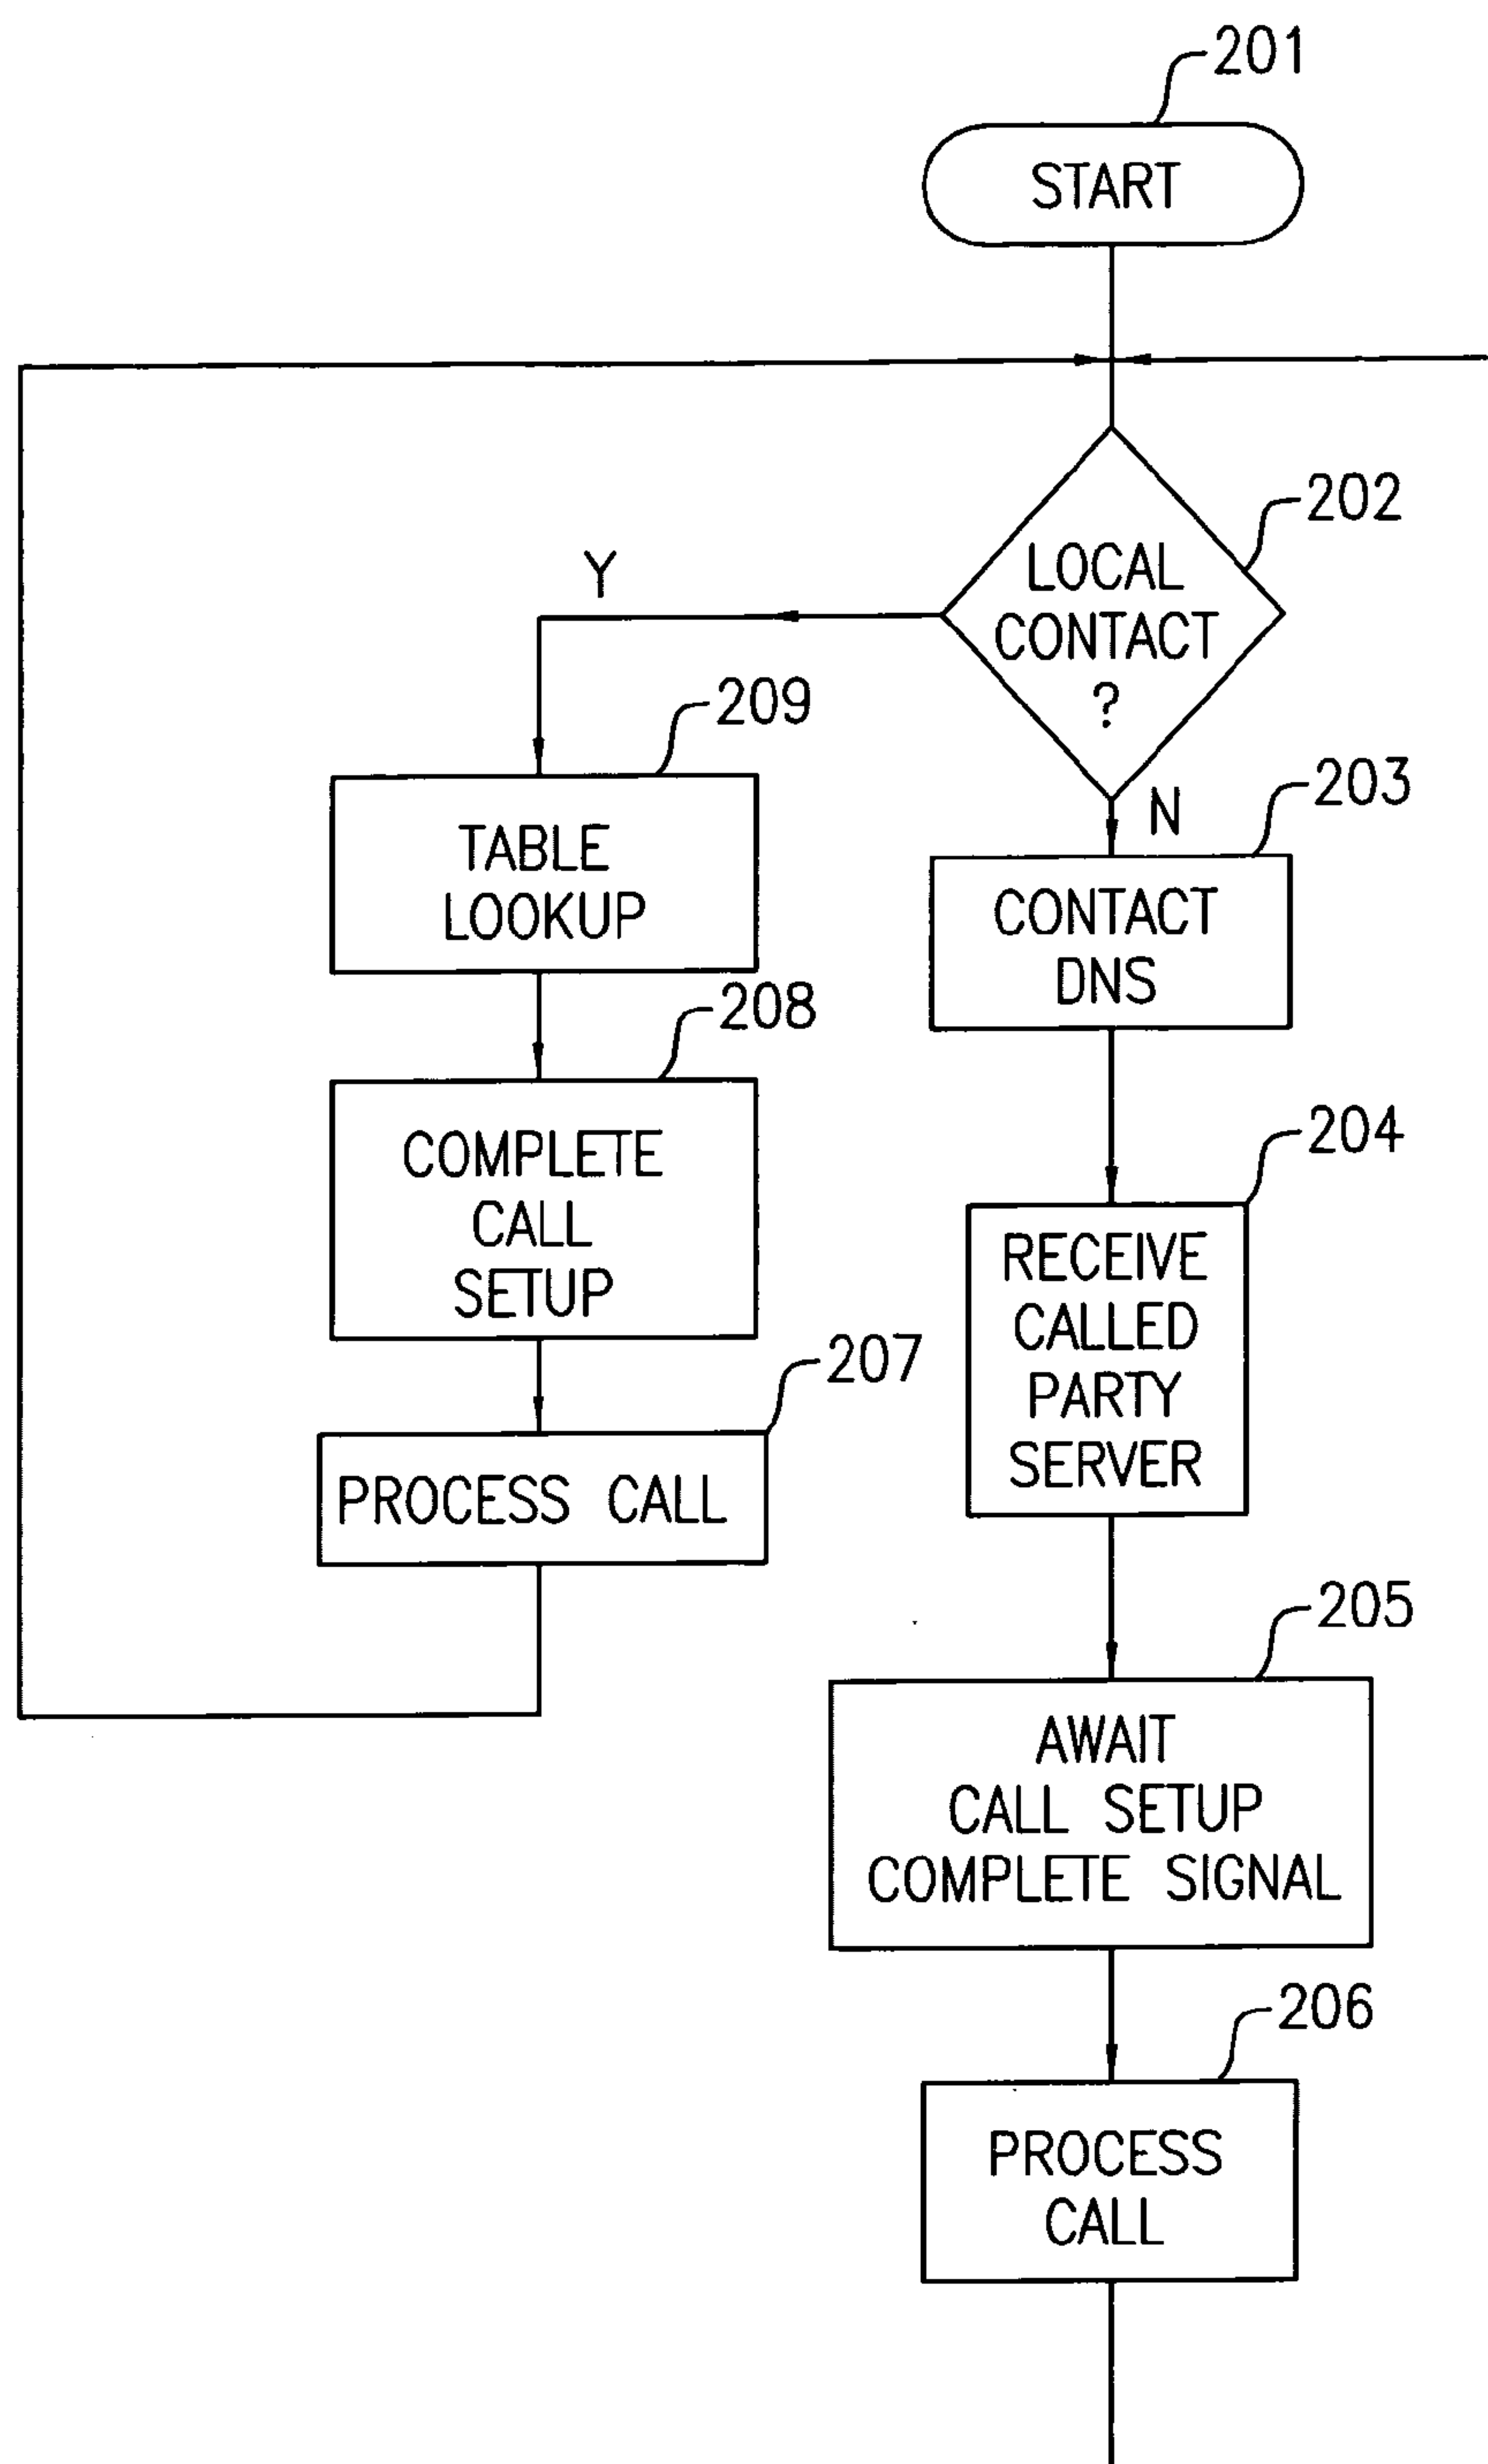 201
START
202
LOCAL
CONTACT
?
Y
N
209
TABLE
LOOKUP
203
CONTACT
DNS
208
COMPLETE
CALL
SETUP
204
RECEIVE
CALLED
PARTY
SERVER
207
PROCESS CALL
205
AWAIT
CALL SETUP
COMPLETE SIGNAL
206
PROCESS
CALL